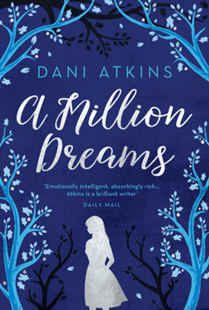 DANI ATKINS
A Million
Dreams
'Emotionally intelligent, absorbingly rich...
Atkins is a brilliant writer'
DAILY MAIL